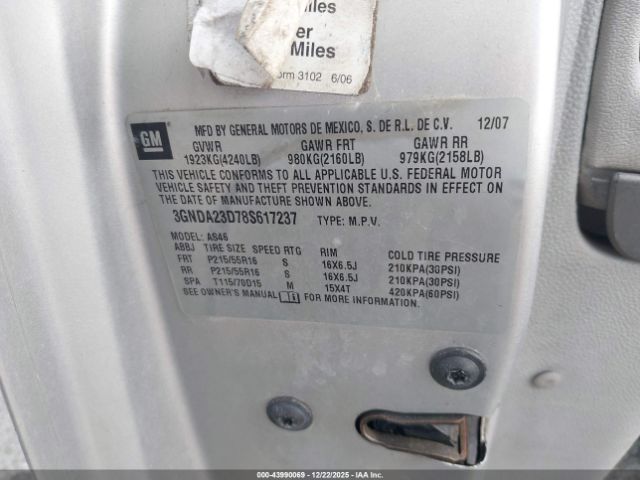 Miles
er
Miles
orm 3102 6/06
GM
MFD BY GENERAL MOTORS DE MEXICO, S. DE R.L. DE C.V. 12/07
GVWR GAWR FRT GAWR RR
1923KG(4240LB) 980KG(2160LB) 979KG(2158LB)
THIS VEHICLE CONFORMS TO ALL APPLICABLE U.S. FEDERAL MOTOR
VEHICLE SAFETY AND THEFT PREVENTION STANDARDS IN EFFECT ON
THE DATE OF MANUFACTURE SHOWN ABOVE.
3GNDA23D78S617237 TYPE: M.P.V.
MODEL: AS46
ABBJ TIRE SIZE SPEED RTG RIM COLD TIRE PRESSURE
FRT P215/55R16 S 16X6.5J 210KPA(30PSI)
RR P215/55R16 S 16X6.5J 210KPA(30PSI)
SPA T115/70D15 M 15X4T 420KPA(60PSI)
SEE OWNER'S MANUAL FOR MORE INFORMATION.
000-43990069 - 12/22/2025 - IAAI.com